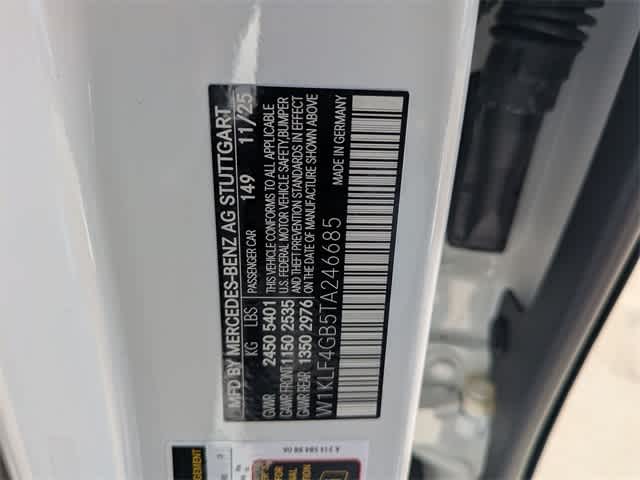 MFD BY MERCEDES-BENZ AG STUTTGART
KG LBS PASSENGER CAR 149 11/25
GVWR 2450 5401 THIS VEHICLE CONFORMS TO ALL APPLICABLE
GAWR FRONT 1150 2535 U.S. FEDERAL MOTOR VEHICLE SAFETY, BUMPER
GAWR REAR 1350 2976 AND THEFT PREVENTION STANDARDS IN EFFECT
ON THE DATE OF MANUFACTURE SHOWN ABOVE
W1KLF4GB5TA246685 MADE IN GERMANY